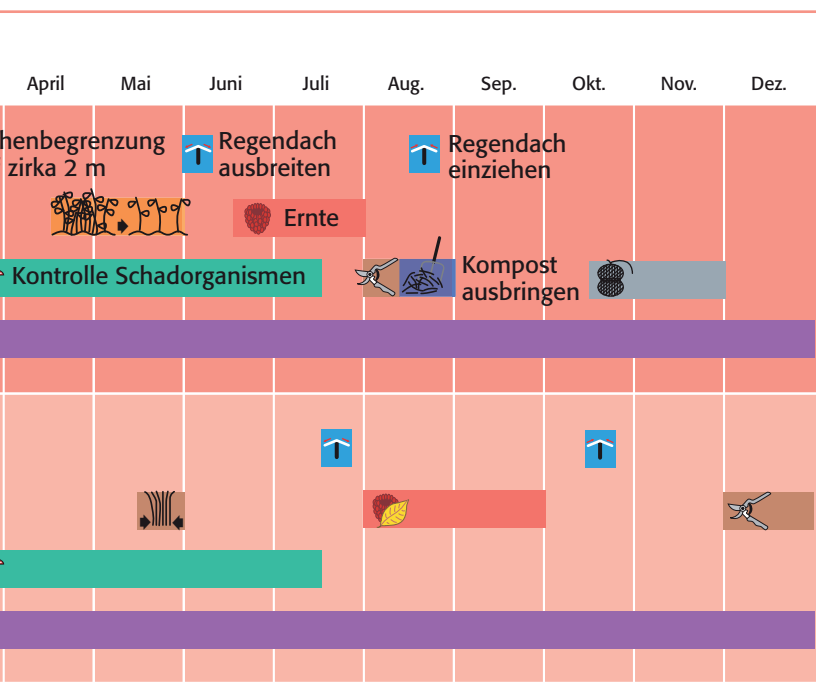 April Mai Juni Juli Aug. Sep. Okt. Nov. Dez.
henbegrenzung
zirka 2 m
Regendach
ausbreiten
Regendach
einziehen
Ernte
Kontrolle Schadorganismen
Kompost
ausbringen